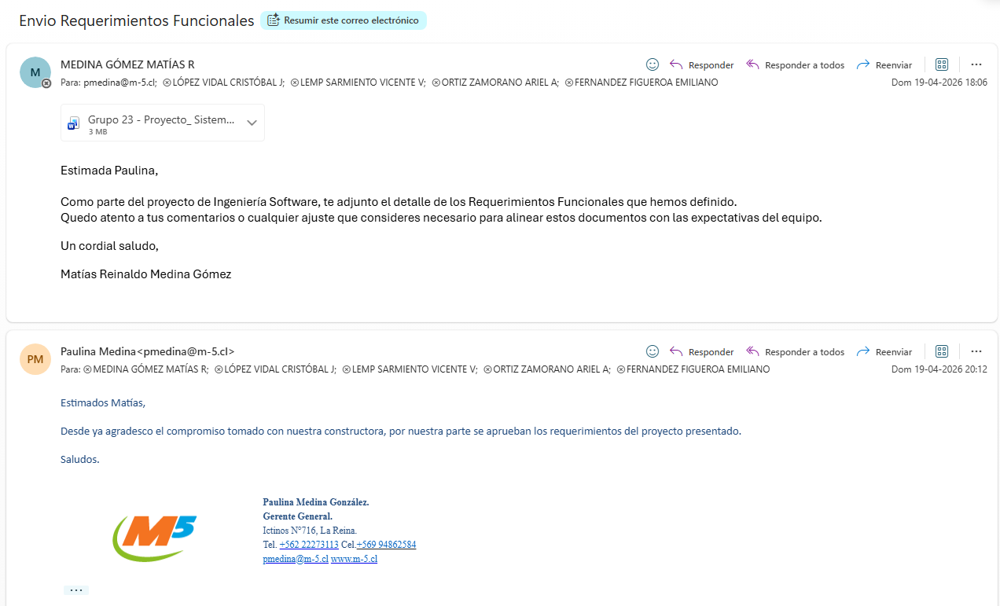 Envio Requerimientos Funcionales Resumir este correo electrónico
M
MEDINA GÓMEZ MATÍAS R
Responder Responder a todos Reenviar
Para: pmedina@m-5.cl; LÓPEZ VIDAL CRISTÓBAL J; LEMP SARMIENTO VICENTE V; ORTIZ ZAMORANO ARIEL A; FERNANDEZ FIGUEROA EMILIANO
Dom 19-04-2026 18:06
Grupo 23 - Proyecto_ Sistem...
3 MB
Estimada Paulina,
Como parte del proyecto de Ingeniería Software, te adjunto el detalle de los Requerimientos Funcionales que hemos definido.
Quedo atento a tus comentarios o cualquier ajuste que consideres necesario para alinear estos documentos con las expectativas del equipo.
Un cordial saludo,
Matías Reinaldo Medina Gómez
PM
Paulina Medina<pmedina@m-5.cl>
Responder Responder a todos Reenviar
Para: MEDINA GÓMEZ MATÍAS R; LÓPEZ VIDAL CRISTÓBAL J; LEMP SARMIENTO VICENTE V; ORTIZ ZAMORANO ARIEL A; FERNANDEZ FIGUEROA EMILIANO
Dom 19-04-2026 20:12
Estimados Matías,
Desde ya agradesco el compromiso tomado con nuestra constructora, por nuestra parte se aprueban los requerimientos del proyecto presentado.
Saludos.
M5
Paulina Medina González.
Gerente General.
Ictinos N°716, La Reina.
Tel. +562 22273113 Cel.+569 94862584
pmedina@m-5.cl www.m-5.cl
...